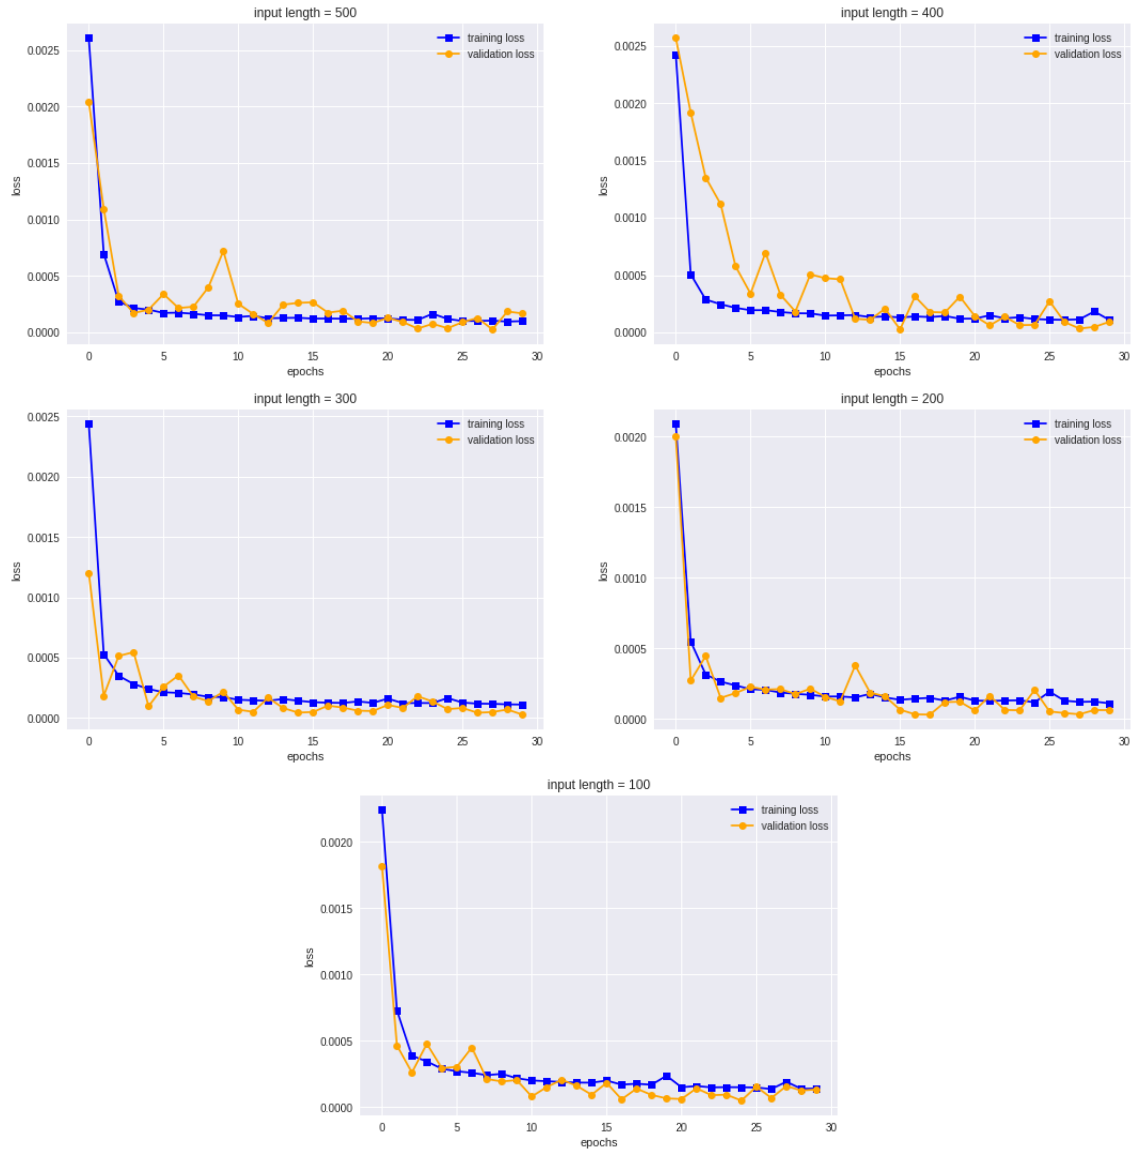 input length = 500
training loss
validation loss
0.0025
0.0020
0.0015
0.0010
0.0005
0.0000
loss
0 5 10 15 20 25 30
epochs
input length = 400
training loss
validation loss
0.0025
0.0020
0.0015
0.0010
0.0005
0.0000
loss
0 5 10 15 20 25 30
epochs
input length = 300
training loss
validation loss
0.0025
0.0020
0.0015
0.0010
0.0005
0.0000
loss
0 5 10 15 20 25 30
epochs
input length = 200
training loss
validation loss
0.0020
0.0015
0.0010
0.0005
0.0000
loss
0 5 10 15 20 25 30
epochs
input length = 100
training loss
validation loss
0.0020
0.0015
0.0010
0.0005
0.0000
loss
0 5 10 15 20 25 30
epochs